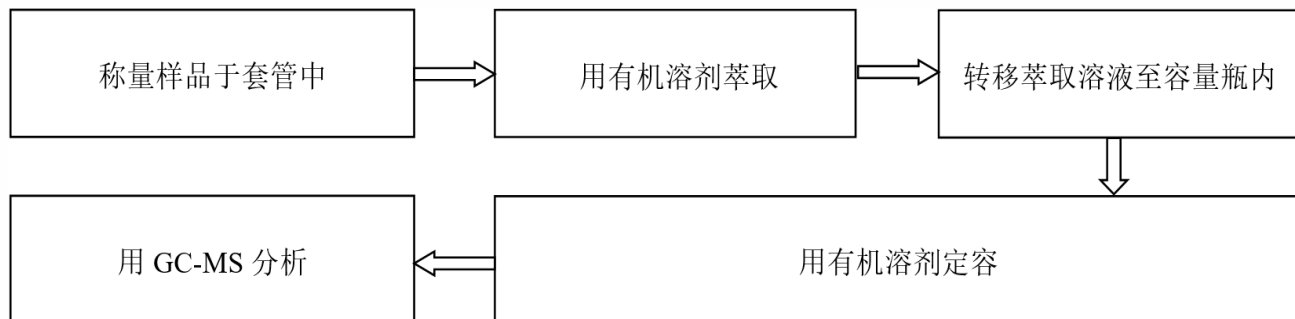 称量样品于套管中
用有机溶剂萃取
转移萃取溶液至容量瓶内
用有机溶剂定容
用 GC-MS 分析